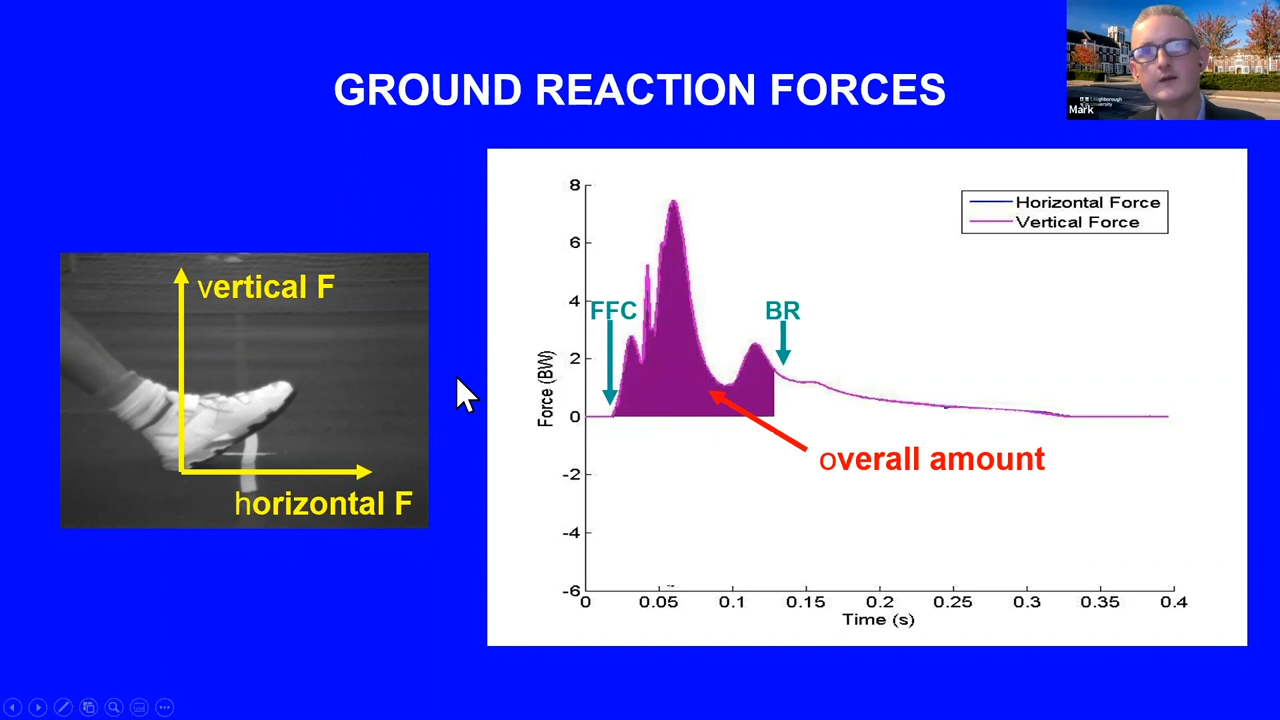 GROUND REACTION FORCES
Mark
Loughborough
University
vertical F
horizontal F
Horizontal Force
Vertical Force
FFC
BR
overall amount
Force (BW)
8
6
4
2
0
-2
-4
-6
0 0.05 0.1 0.15 0.2 0.25 0.3 0.35 0.4
Time (s)